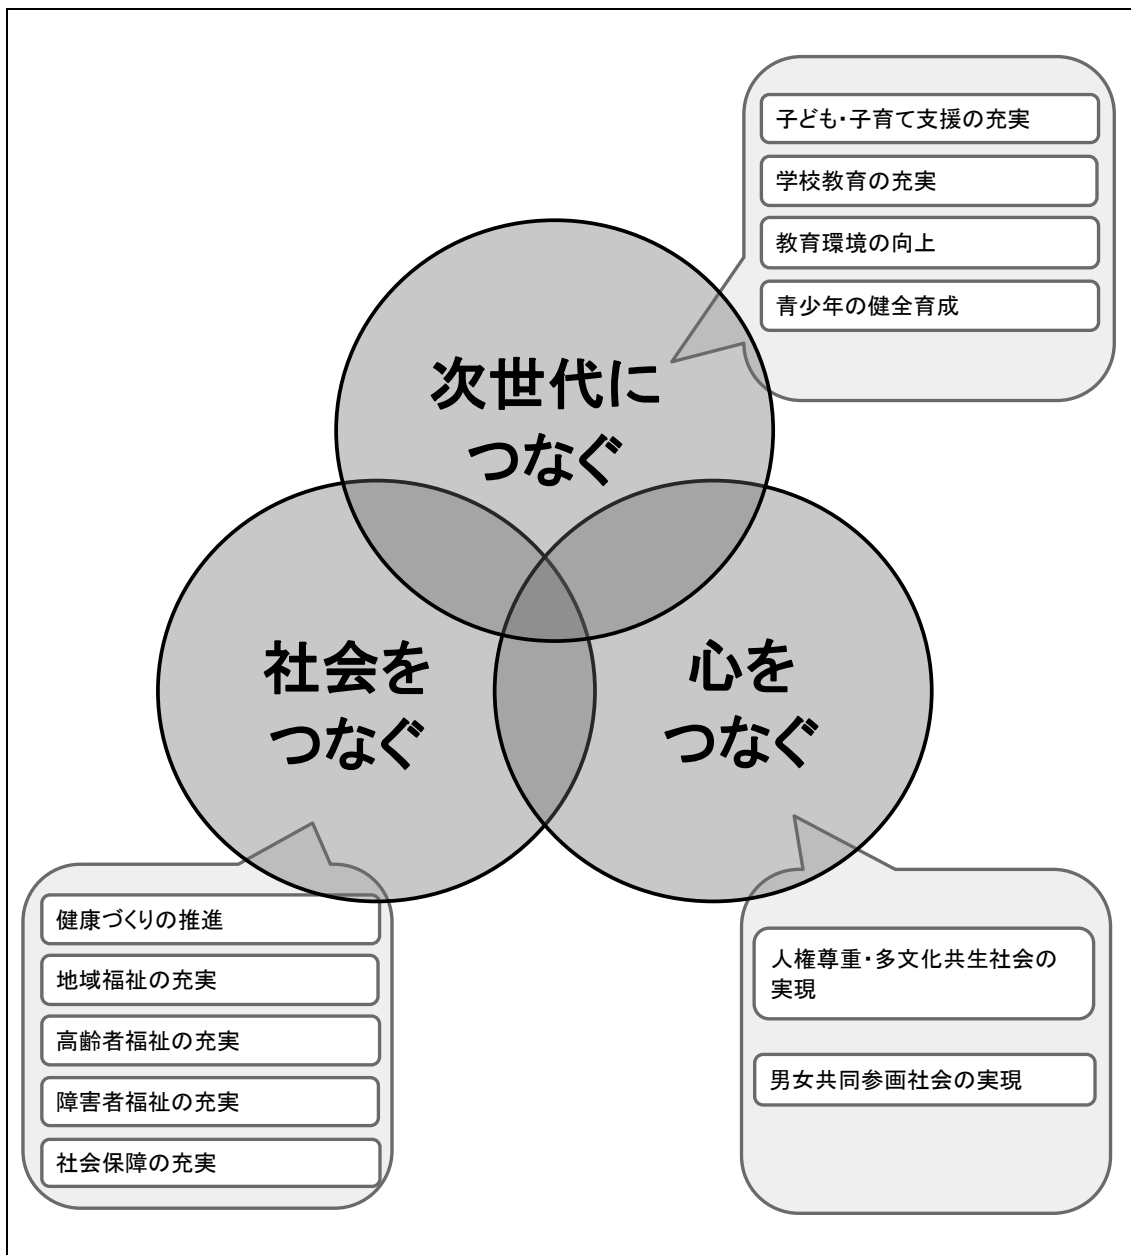 子ども・子育て支援の充実
学校教育の充実
教育環境の向上
青少年の健全育成
次世代に
つなぐ
社会を
つなぐ
心を
つなぐ
健康づくりの推進
地域福祉の充実
高齢者福祉の充実
障害者福祉の充実
社会保障の充実
人権尊重・多文化共生社会の
実現
男女共同参画社会の実現